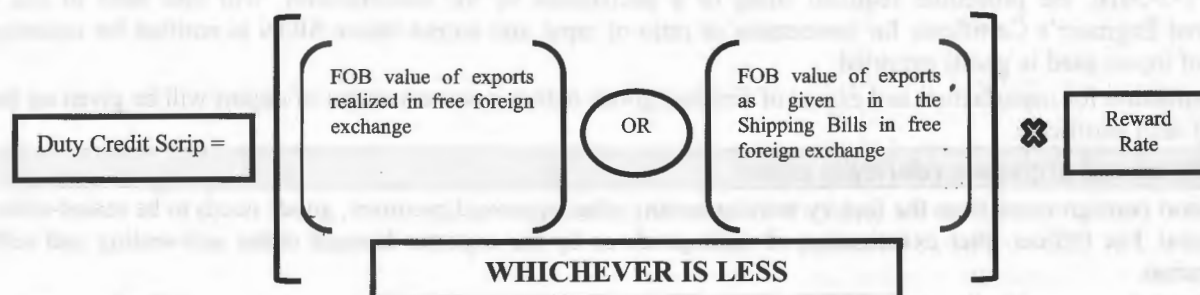 Duty Credit Scrip =
FOB value of exports
realized in free foreign
exchange
OR
FOB value of exports
as given in the
Shipping Bills in free
foreign exchange
Reward
Rate
WHICHEVER IS LESS